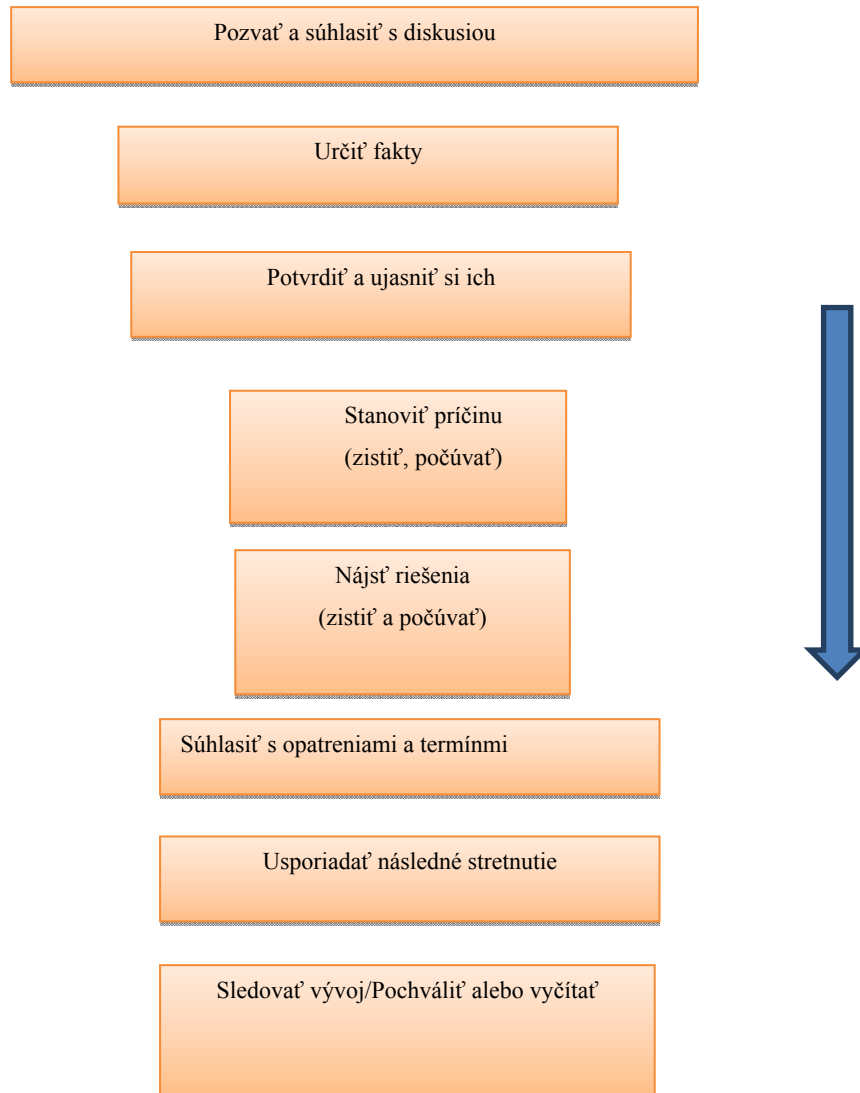 Pozvať a súhlasiť s diskusiou
Určiť fakty
Potvrdiť a ujasniť si ich
Stanoviť príčinu
(zistiť, počúvať)
Nájsť riešenia
(zistiť a počúvať)
Súhlasiť s opatreniami a termínmi
Usporiadať následné stretnutie
Sledovať vývoj/Pochváliť alebo vyčítať